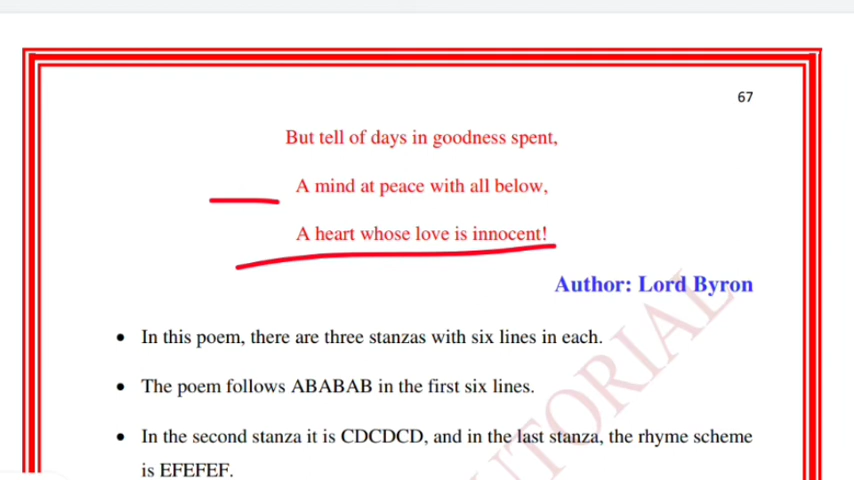 67
But tell of days in goodness spent,
A mind at peace with all below,
A heart whose love is innocent!
Author: Lord Byron
• In this poem, there are three stanzas with six lines in each.
• The poem follows ABABAB in the first six lines.
• In the second stanza it is CDCDCD, and in the last stanza, the rhyme scheme
is EFEFEF.